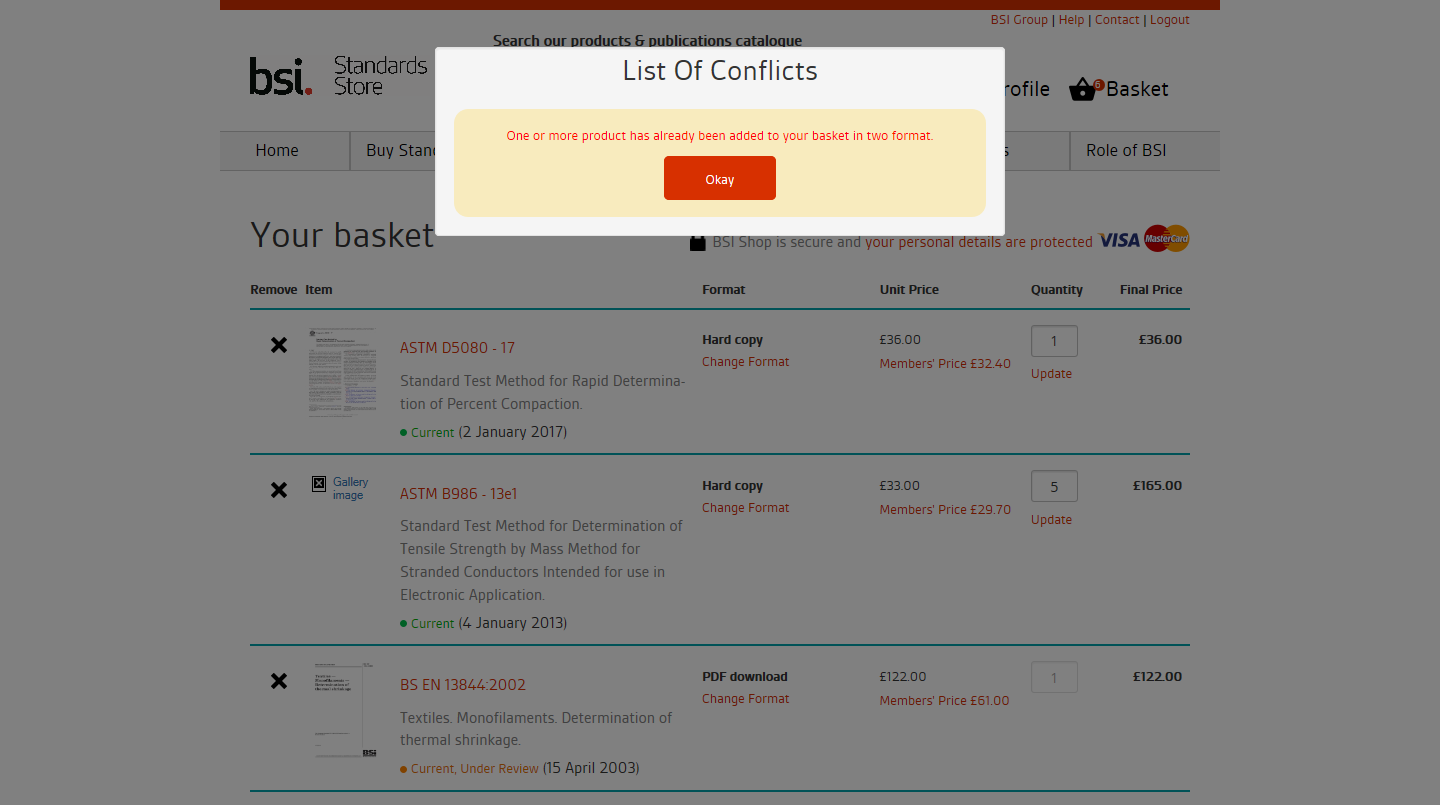 BSI Group | Help | Contact | Logout
Search our products & publications catalogue
bsi. Standards
Store
List Of Conflicts
rofile
6
Basket
One or more product has already been added to your basket in two format.
Okay
Home
Buy Stan
s
Role of BSI
Your basket
BSI Shop is secure and your personal details are protected VISA MasterCard
Remove Item Format Unit Price Quantity Final Price
ASTM D5080 - 17
Standard Test Method for Rapid Determina-
tion of Percent Compaction.
Current (2 January 2017)
Hard copy
Change Format
£36.00
Members' Price £32.40
1
Update
£36.00
Gallery
image
ASTM B986 - 13e1
Standard Test Method for Determination of
Tensile Strength by Mass Method for
Stranded Conductors Intended for use in
Electronic Application.
Current (4 January 2013)
Hard copy
Change Format
£33.00
Members' Price £29.70
5
Update
£165.00
BSi
BS EN 13844:2002
Textiles. Monofilaments. Determination of
thermal shrinkage.
Current, Under Review (15 April 2003)
PDF download
Change Format
£122.00
Members' Price £61.00
1
£122.00